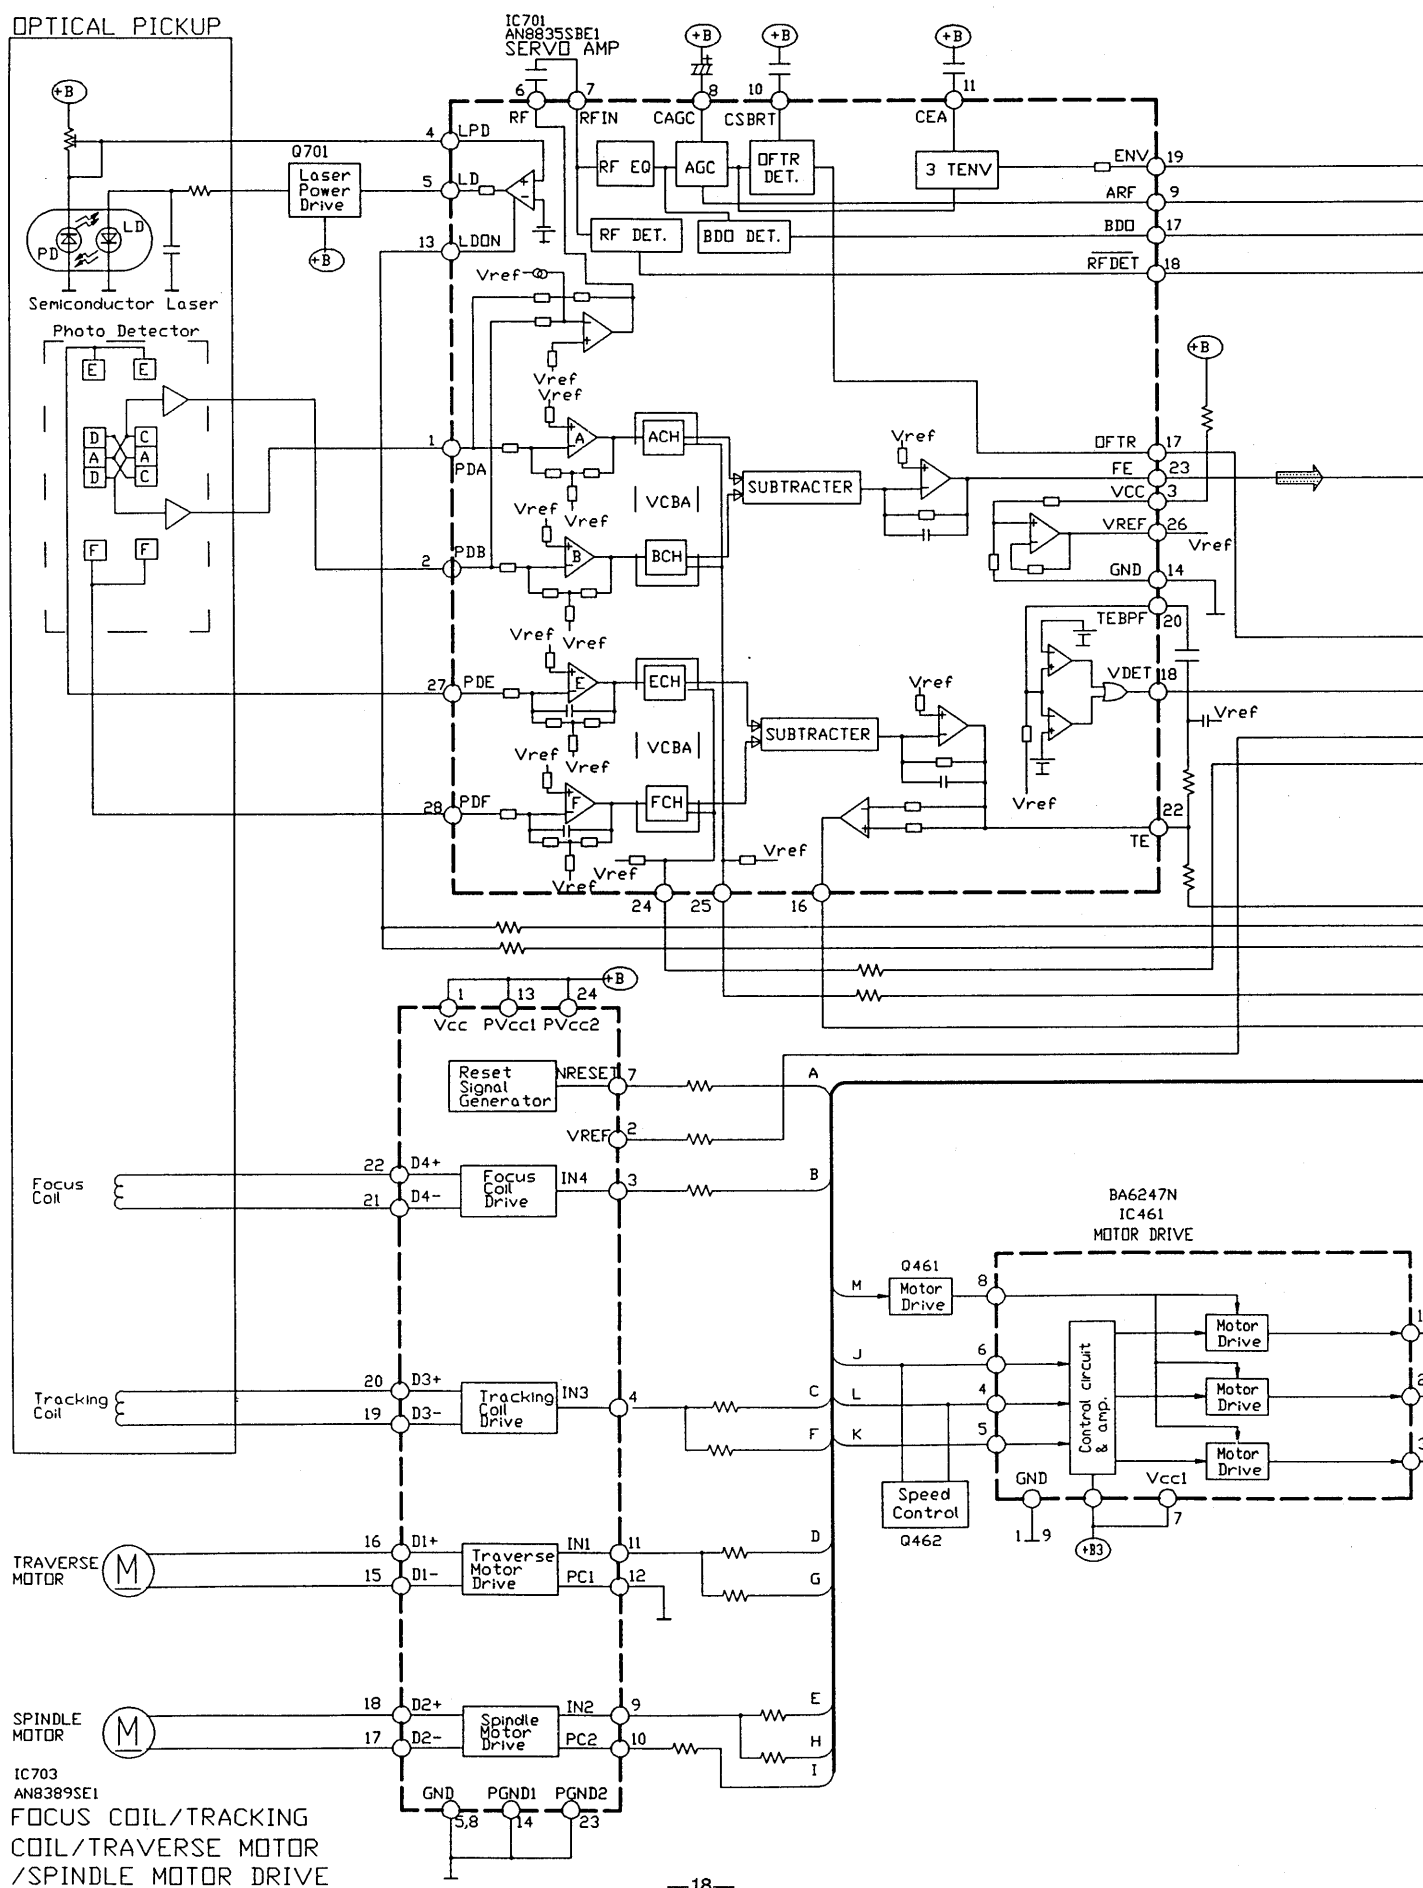 OPTICAL PICKUP
IC701
AN8835SBE1
SERVO AMP
+B
+B
+B
+B
6
7
8
10
11
RF
RFIN
CAGC
CSBRT
CEA
4
LPD
Q701
Laser
Power
Drive
5
LD
13
LDON
+B
PD
LD
Semiconductor Laser
RF EQ
AGC
OFTR
DET.
3 TENV
RF DET.
BDO DET.
ENV
19
ARF
9
BDO
17
RFDET
18
Vref
Vref
Photo Detector
E
E
D
C
A
A
D
C
F
F
+B
1
PDA
Vref
A
ACH
VCBA
SUBTRACTER
Vref
OFTR
17
FE
23
VCC
3
VREF
26
Vref
GND
14
Vref
Vref
2
PDB
B
BCH
Vref
TEBPF
20
VDET
18
Vref
Vref
27
PDE
Vref
E
ECH
VCBA
SUBTRACTER
Vref
Vref
Vref
28
PDF
F
FCH
Vref
Vref
Vref
22
TE
24
25
16
+B
1
13
24
Vcc
PVcc1
PVcc2
Reset
Signal
Generator
NRESET
7
A
VREF
2
Focus
Coil
22
D4+
21
D4-
Focus
Coil
Drive
IN4
3
B
BA6247N
IC461
MOTOR DRIVE
M
Q461
Motor
Drive
8
Motor
Drive
1
J
6
Control circuit
& amp.
Motor
Drive
2
Tracking
Coil
20
D3+
19
D3-
Tracking
Coil
Drive
IN3
4
C
L
4
F
K
5
Motor
Drive
3
Speed
Control
Q462
GND
1
9
Vcc1
7
+B3
TRAVERSE
MOTOR
M
16
D1+
15
D1-
Traverse
Motor
Drive
IN1
11
PC1
12
D
G
SPINDLE
MOTOR
M
18
D2+
17
D2-
Spindle
Motor
Drive
IN2
9
PC2
10
E
H
I
IC703
AN8389SE1
FOCUS COIL/TRACKING
COIL/TRAVERSE MOTOR
/SPINDLE MOTOR DRIVE
GND
5,8
PGND1
14
PGND2
23
—18—